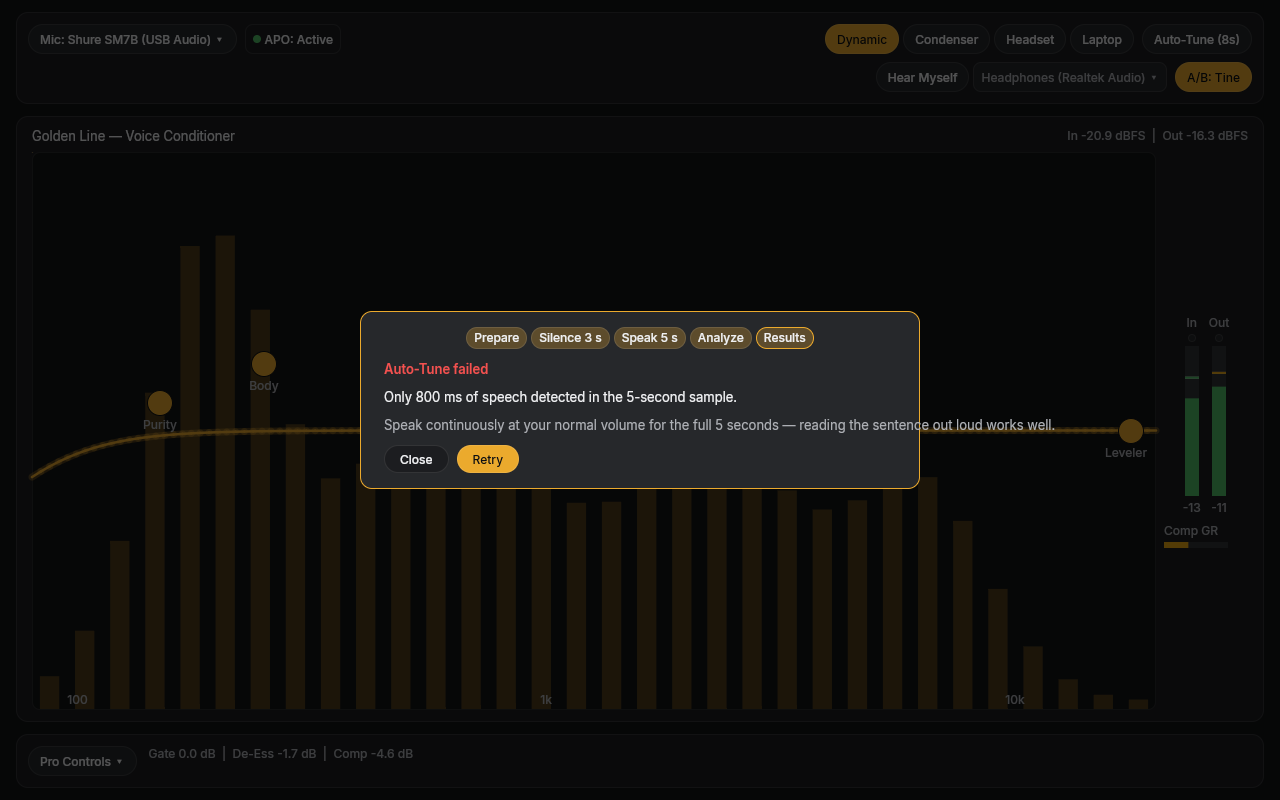 Mic: Shure SM7B (USB Audio) ▾
APO: Active
Dynamic
Condenser
Headset
Laptop
Auto-Tune (8s)
Hear Myself
Headphones (Realtek Audio) ▾
A/B: Tine
Golden Line — Voice Conditioner
In -20.9 dBFS | Out -16.3 dBFS
Prepare
Silence 3 s
Speak 5 s
Analyze
Results
Auto-Tune failed
Only 800 ms of speech detected in the 5-second sample.
Speak continuously at your normal volume for the full 5 seconds — reading the sentence out loud works well.
Close
Retry
Body
Purity
Leveler
In
Out
-13
-11
Comp GR
100
1k
10k
Pro Controls ▾
Gate 0.0 dB | De-Ess -1.7 dB | Comp -4.6 dB